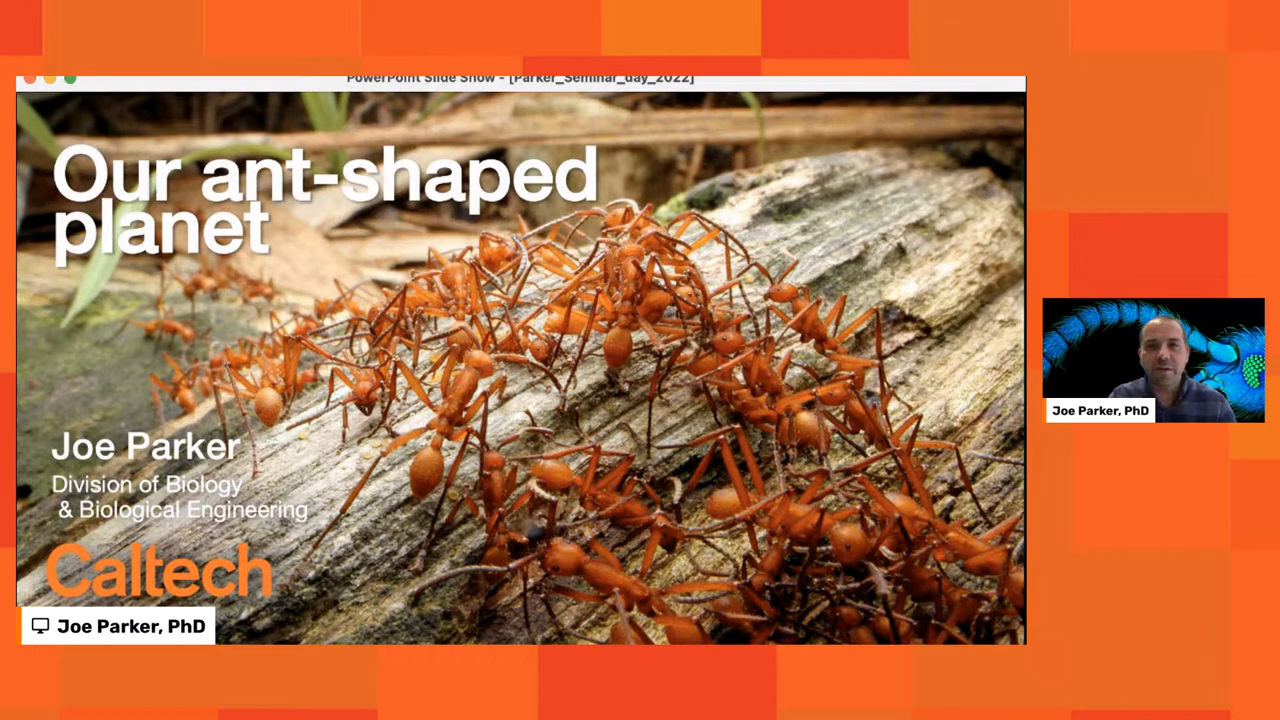 PowerPoint Slide Show - [Parker_Seminar_day_2022]
Our ant-shaped
planet
Joe Parker
Division of Biology
& Biological Engineering
Caltech
Joe Parker, PhD
Joe Parker, PhD